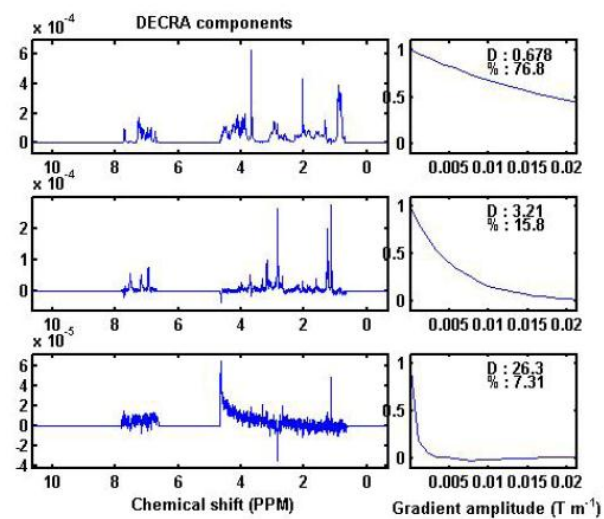 DECRA components
x 10⁻⁴
6
4
2
0
10 8 6 4 2 0
1
0.5
0
D : 0.678
% : 76.8
0.005 0.01 0.015 0.02
x 10⁻⁴
2
1
0
10 8 6 4 2 0
1
0.5
0
D : 3.21
% : 15.8
0.005 0.01 0.015 0.02
x 10⁻⁵
6
4
2
0
-2
-4
10 8 6 4 2 0
Chemical shift (PPM)
1
0.5
0
D : 26.3
% : 7.31
0.005 0.01 0.015 0.02
Gradient amplitude (T m⁻¹)